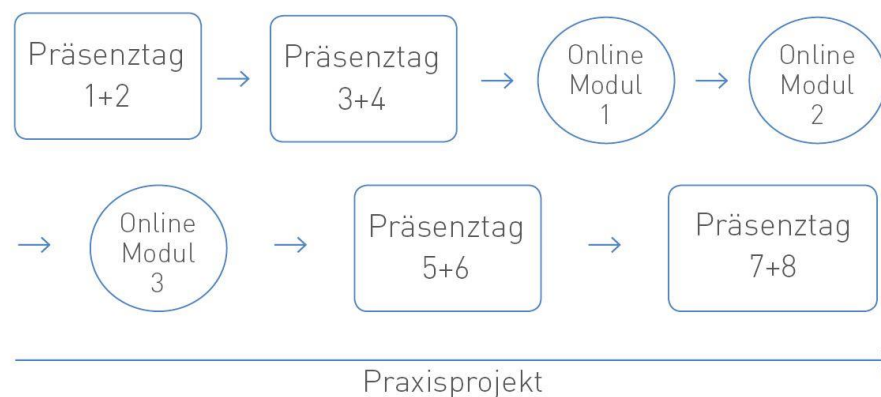 Präsenztag
1+2
Präsenztag
3+4
Online
Modul
1
Online
Modul
2
Online
Modul
3
Präsenztag
5+6
Präsenztag
7+8
Praxisprojekt